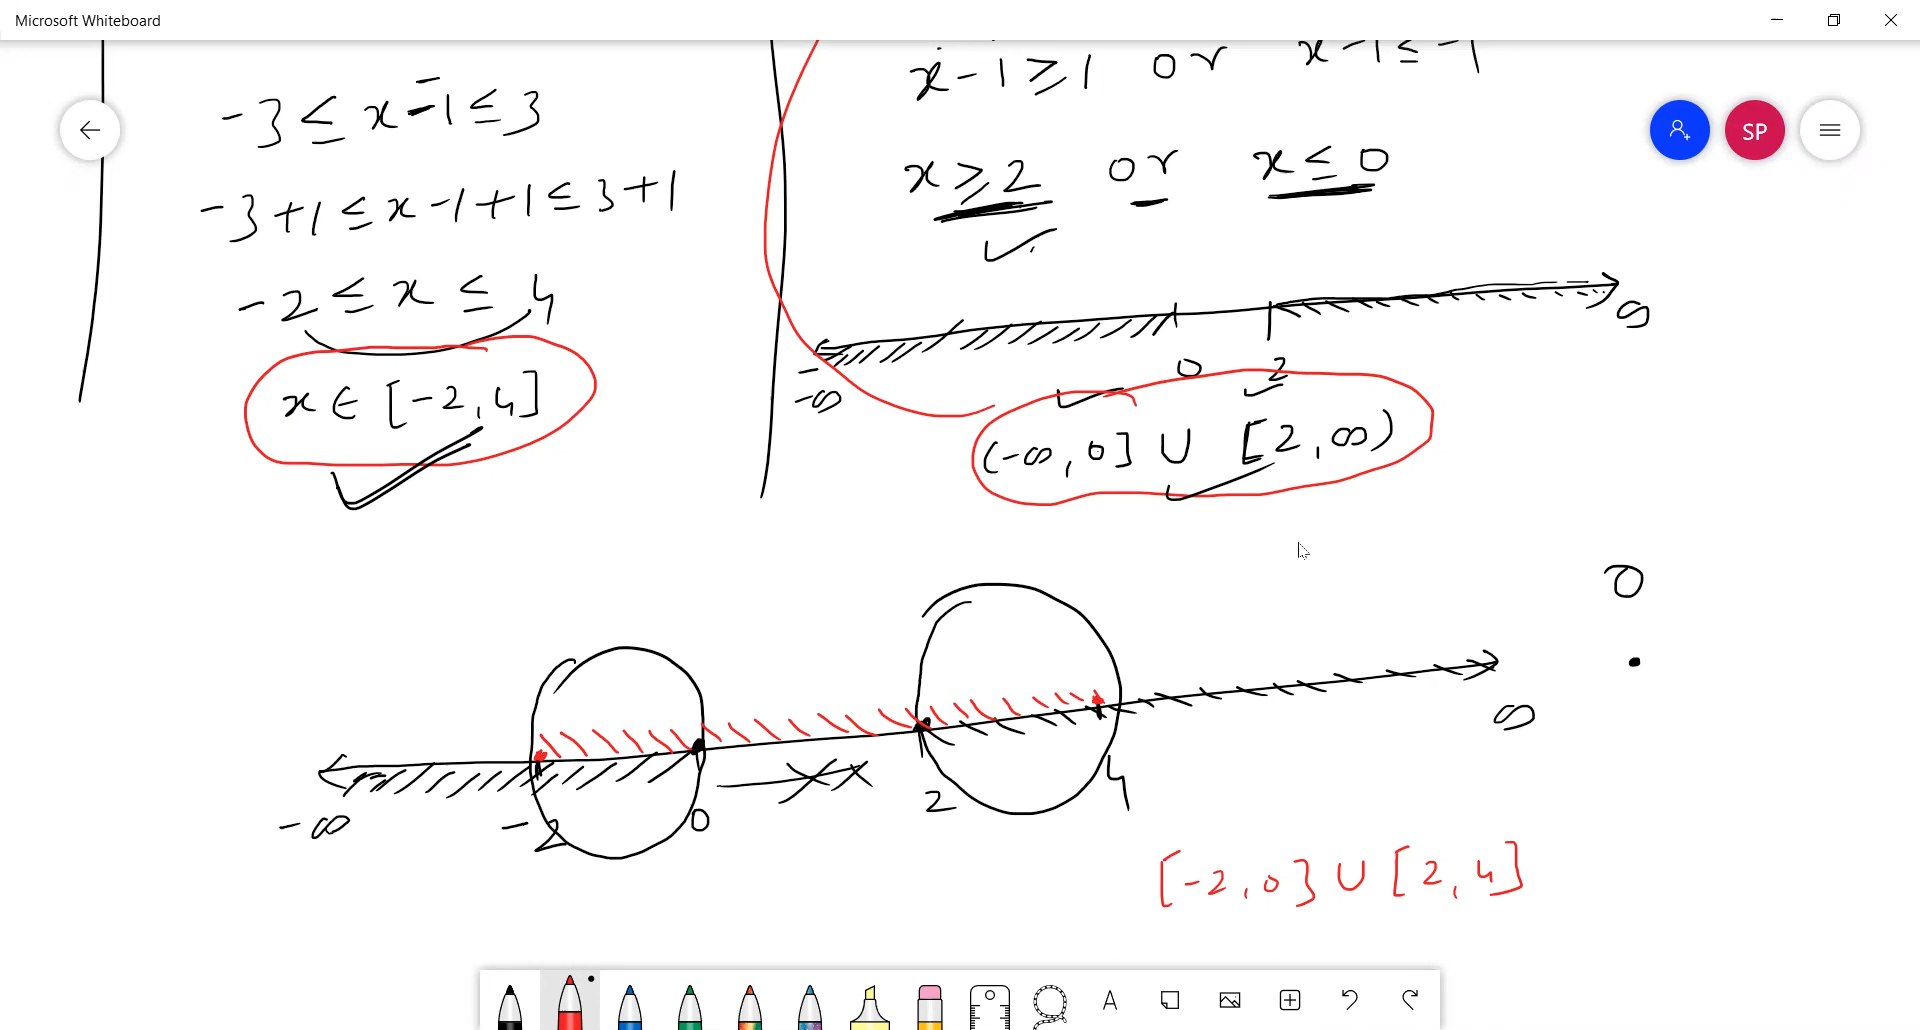 Microsoft Whiteboard
-3 ≤ x-1 ≤ 3
-3+1 ≤ x-1+1 ≤ 3+1
-2 ≤ x ≤ 4
x ∈ [-2, 4]
x-1 ≥ 1 or x-1 ≤ -1
x ≥ 2 or x ≤ 0
-∞ 0 2 ∞
(-∞, 0] ∪ [2, ∞)
SP
0
-∞ -2 0 2 4 ∞
[-2, 0] ∪ [2, 4]
A